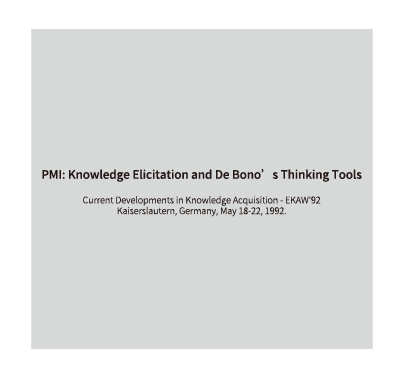 PMI: Knowledge Elicitation and De Bono’s Thinking Tools
Current Developments in Knowledge Acquisition - EKAW'92
Kaiserslautern, Germany, May 18-22, 1992.